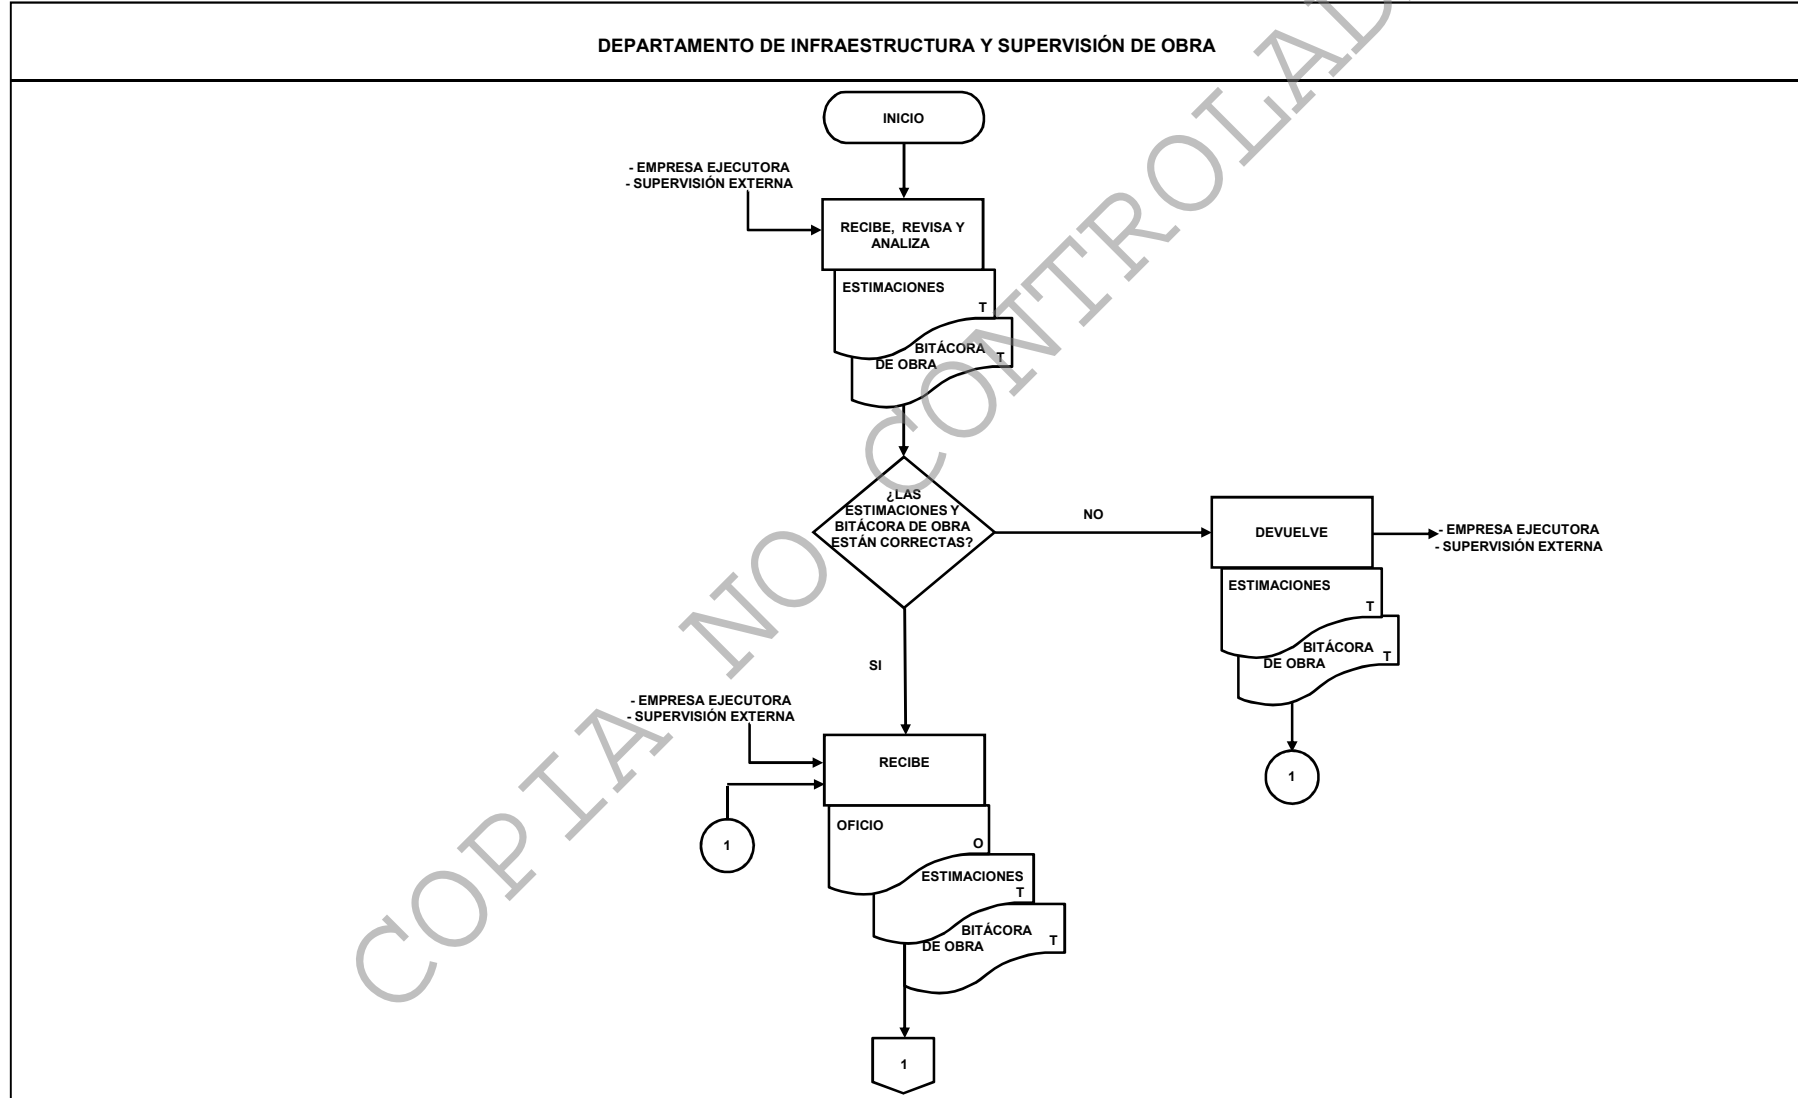 DEPARTAMENTO DE INFRAESTRUCTURA Y SUPERVISIÓN DE OBRA
INICIO
- EMPRESA EJECUTORA
- SUPERVISIÓN EXTERNA
RECIBE, REVISA Y
ANALIZA
ESTIMACIONES
T
BITÁCORA
DE OBRA
T
¿LAS
ESTIMACIONES Y
BITÁCORA DE OBRA
ESTÁN CORRECTAS?
NO
DEVUELVE
- EMPRESA EJECUTORA
- SUPERVISIÓN EXTERNA
ESTIMACIONES
T
BITÁCORA
DE OBRA
T
1
SI
- EMPRESA EJECUTORA
- SUPERVISIÓN EXTERNA
RECIBE
1
OFICIO
O
ESTIMACIONES
T
BITÁCORA
DE OBRA
T
1
COPIA NO CONTROLAD